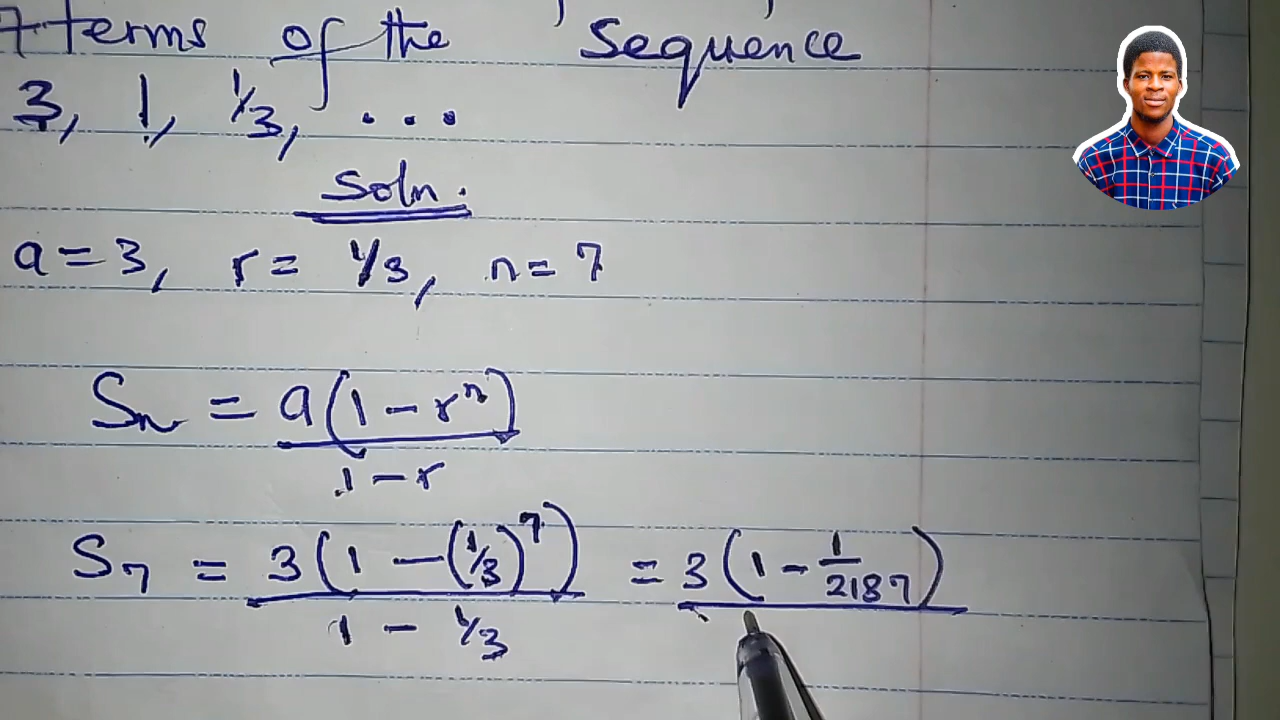 7 terms of the sequence
3, 1, 1/3, ...
Soln.
a = 3, r = 1/3, n = 7
Sn = a(1 - r^n) / 1 - r
S7 = 3(1 - (1/3)^7) / 1 - 1/3 = 3(1 - 1/2187)